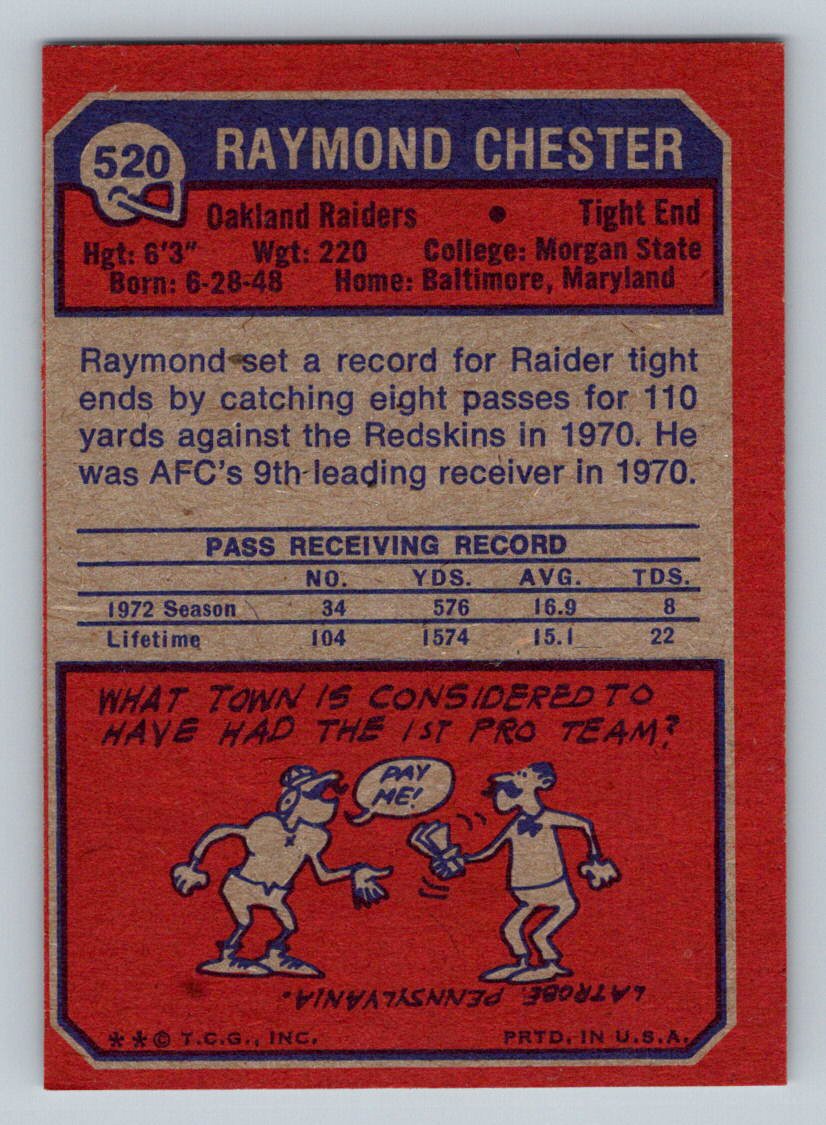 520
RAYMOND CHESTER
Oakland Raiders • Tight End
Hgt: 6'3" Wgt: 220 College: Morgan State
Born: 6-28-48 Home: Baltimore, Maryland
Raymond set a record for Raider tight
ends by catching eight passes for 110
yards against the Redskins in 1970. He
was AFC's 9th leading receiver in 1970.
PASS RECEIVING RECORD
NO. YDS. AVG. TDS.
1972 Season 34 576 16.9 8
Lifetime 104 1574 15.1 22
WHAT TOWN IS CONSIDERED TO
HAVE HAD THE 1ST PRO TEAM?
PAY
ME!
LATROBE, PENNSYLVANIA.
**© T.C.G., INC. PRTD. IN U.S.A.